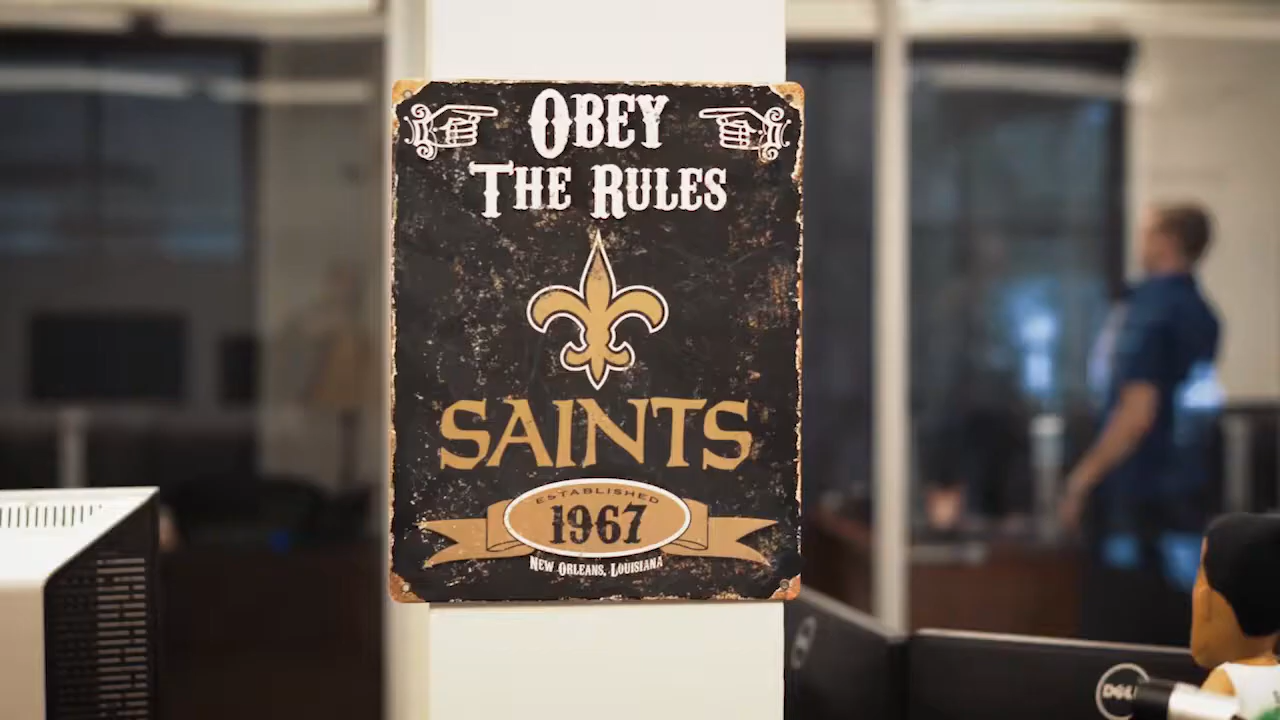 OBEY
THE RULES
SAINTS
ESTABLISHED
1967
NEW ORLEANS, LOUISIANA
DELL